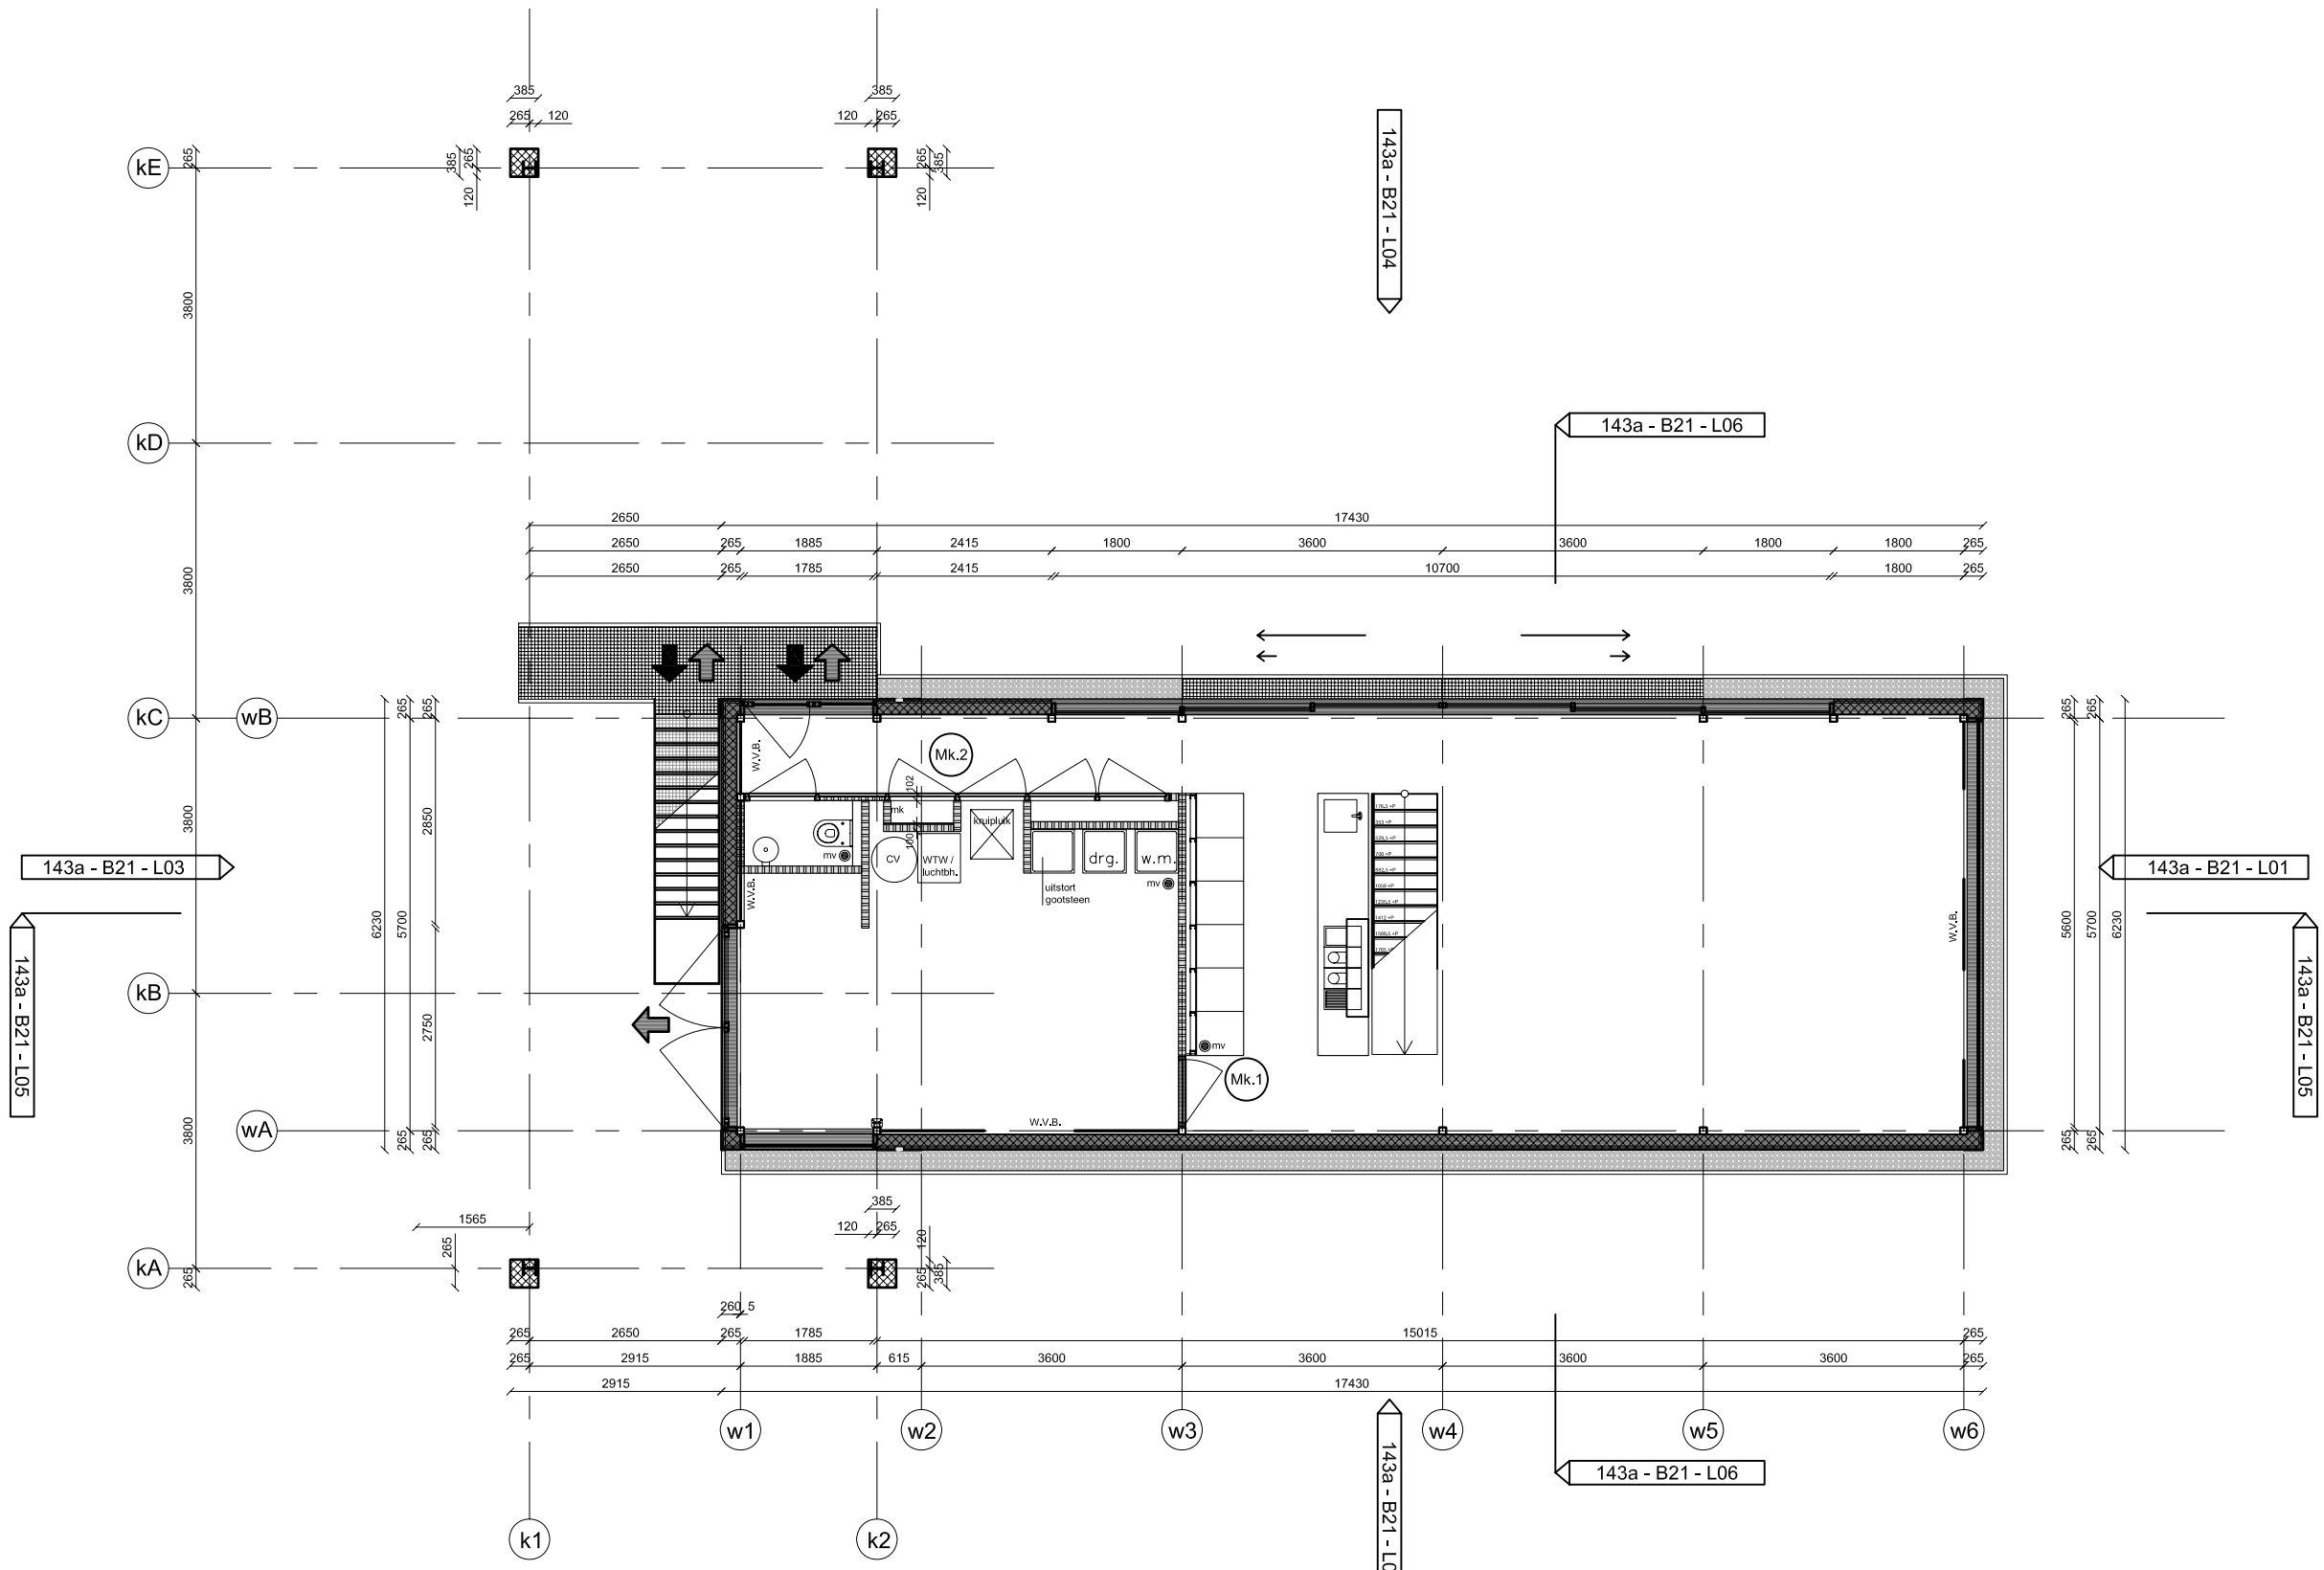 385
385
265
120
120
265
kE
265
385
265
120
265
385
120
143a - B21 - L04
3800
kD
143a - B21 - L06
2650
17430
2650
265
1885
2415
1800
3600
3600
1800
1800
265
2650
265
1785
2415
10700
1800
265
3800
kC
wB
265
265
265
265
265
W.V.B.
Mk.2
102
mk
kruipluik
100
mv
CV
WTW /
luchtbh.
drg.
w.m.
mv
uitstort
gootsteen
W.V.B.
3800
2850
143a - B21 - L03
143a - B21 - L01
6230
5700
5600
5700
6230
W.V.B.
143a - B21 - L05
143a - B21 - L05
kB
2750
mv
Mk.1
3800
wA
W.V.B.
265
265
265
265
385
120
265
1565
265
120
265
385
kA
265
260
5
265
2650
265
1785
15015
265
265
2915
1885
615
3600
3600
3600
3600
265
2915
17430
w1
w2
w3
w4
w5
w6
143a - B21 - L06
k1
k2